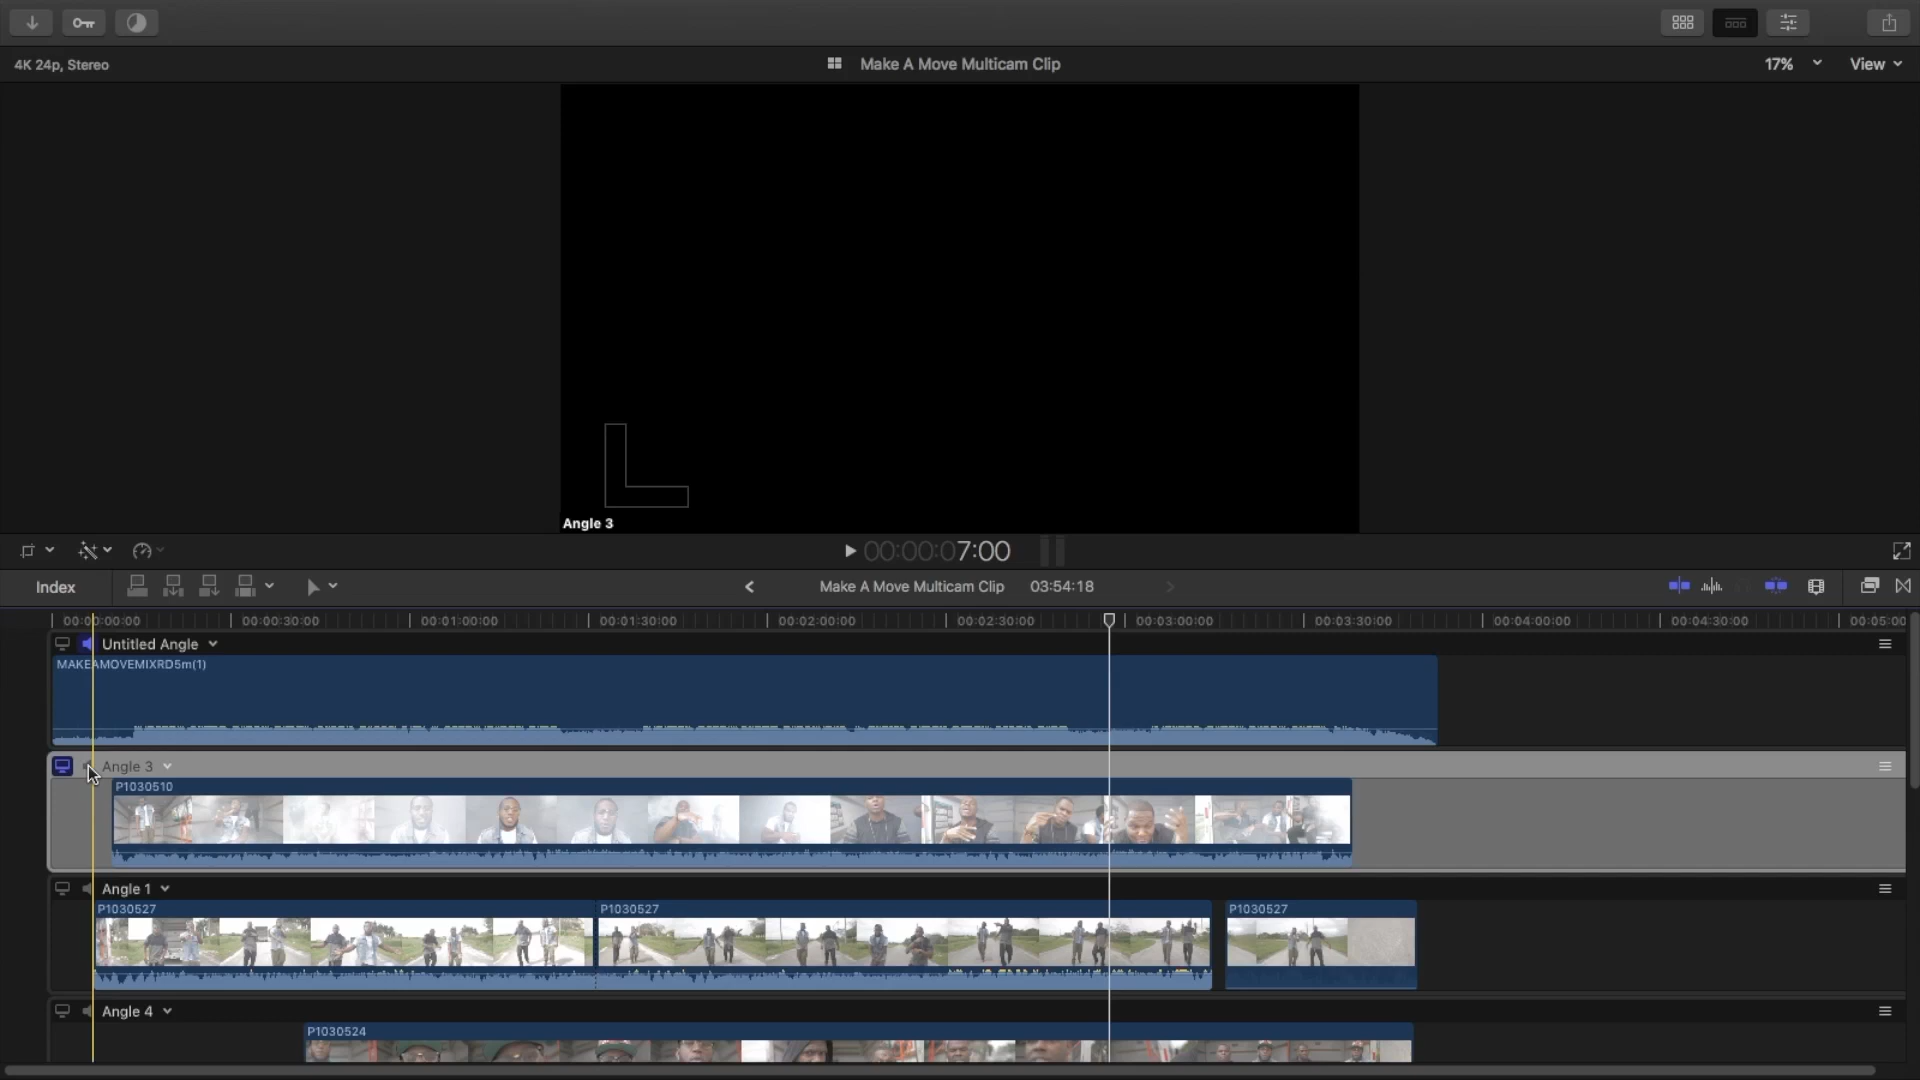 4K 24p, Stereo
Make A Move Multicam Clip
17%
View
Angle 3
00:00:07:00
Index
Make A Move Multicam Clip
03:54:18
00:00:00:00
00:00:30:00
00:01:00:00
00:01:30:00
00:02:00:00
00:02:30:00
00:03:00:00
00:03:30:00
00:04:00:00
00:04:30:00
00:05:00
Untitled Angle
MAKEAMOVEMIXRD5m(1)
Angle 3
P1030510
Angle 1
P1030527
P1030527
P1030527
Angle 4
P1030524